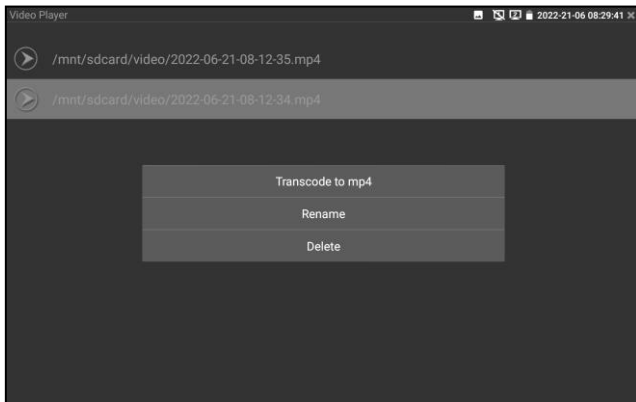 Video Player
2022-21-06 08:29:41
/mnt/sdcard/video/2022-06-21-08-12-35.mp4
/mnt/sdcard/video/2022-06-21-08-12-34.mp4
Transcode to mp4
Rename
Delete